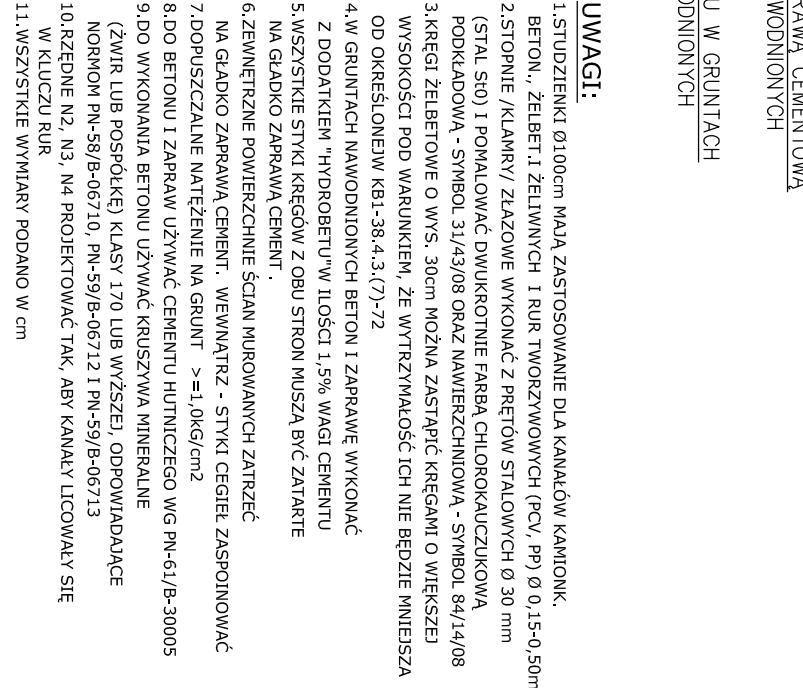 RAWĄ CEMENTOWĄ
WODNIONYCH
U W GRUNTACH
ODNIONYCH
UWAGI:
1.STUDZIENKI Ø100cm MAJĄ ZASTOSOWANIE DLA KANAŁÓW KAMIONK.
BETON., ŻELBET.I ŻELIWNYCH I RUR TWORZYWOWYCH (PCV, PP) Ø 0,15-0,50m
2.STOPNIE /KLAMRY/ ZŁAZOWE WYKONAĆ Z PRĘTÓW STALOWYCH Ø 30 mm
(STAL St0) I POMALOWAĆ DWUKROTNIE FARBĄ CHLOROKAUCZUKOWĄ
PODKŁADOWĄ - SYMBOL 31/43/08 ORAZ NAWIERZCHNIOWĄ - SYMBOL 84/14/08
3.KRĘGI ŻELBETOWE O WYS. 30cm MOŻNA ZASTĄPIĆ KRĘGAMI O WIĘKSZEJ
WYSOKOŚCI POD WARUNKIEM, ŻE WYTRZYMAŁOŚĆ ICH NIE BĘDZIE MNIEJSZA
OD OKREŚLONEJW KB1-38.4.3.(7)-72
4.W GRUNTACH NAWODNIONYCH BETON I ZAPRAWĘ WYKONAĆ
Z DODATKIEM "HYDROBETU"W ILOŚCI 1,5% WAGI CEMENTU
5.WSZYSTKIE STYKI KRĘGÓW Z OBU STRON MUSZĄ BYĆ ZATARTE
NA GŁADKO ZAPRAWĄ CEMENT .
6.ZEWNĘTRZNE POWIERZCHNIE ŚCIAN MUROWANYCH ZATRZEĆ
NA GŁADKO ZAPRAWĄ CEMENT. WEWNĄTRZ - STYKI CEGIEŁ ZASPOINOWAĆ
7.DOPUSZCZALNE NATĘŻENIE NA GRUNT >=1,0kG/cm2
8.DO BETONU I ZAPRAW UŻYWAĆ CEMENTU HUTNICZEGO WG PN-61/B-30005
9.DO WYKONANIA BETONU UŻYWAĆ KRUSZYWA MINERALNE
(ŻWIR LUB POSPÓŁKĘ) KLASY 170 LUB WYŻSZEJ, ODPOWIADAJĄCE
NORMOM PN-58/B-06710, PN-59/B-06712 I PN-59/B-06713
10.RZĘDNE N2, N3, N4 PROJEKTOWAĆ TAK, ABY KANAŁY LICOWAŁY SIĘ
W KLUCZU RUR
11.WSZYSTKIE WYMIARY PODANO W cm